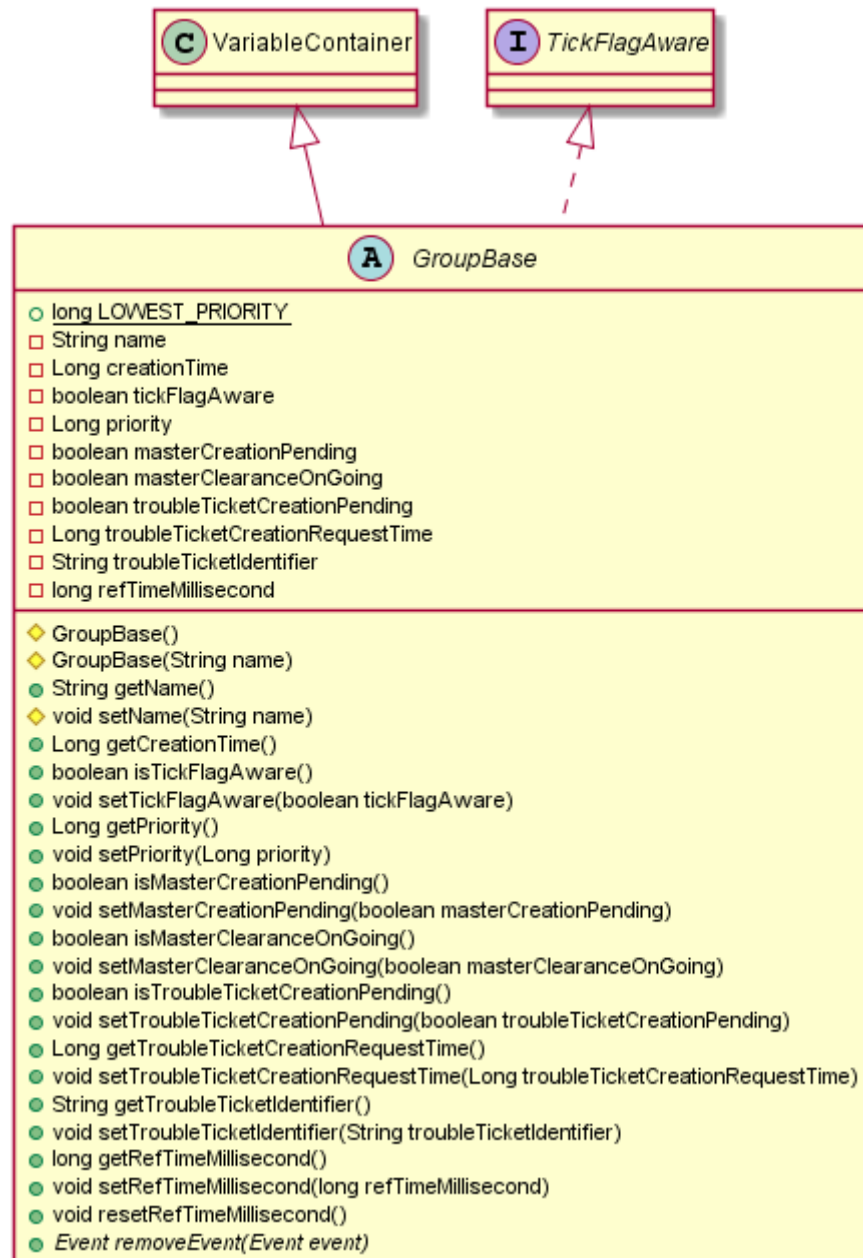 C VariableContainer
I TickFlagAware
A GroupBase
long LOWEST_PRIORITY
String name
Long creationTime
boolean tickFlagAware
Long priority
boolean masterCreationPending
boolean masterClearanceOnGoing
boolean troubleTicketCreationPending
Long troubleTicketCreationRequestTime
String troubleTicketIdentifier
long refTimeMillisecond
GroupBase()
GroupBase(String name)
String getName()
void setName(String name)
Long getCreationTime()
boolean isTickFlagAware()
void setTickFlagAware(boolean tickFlagAware)
Long getPriority()
void setPriority(Long priority)
boolean isMasterCreationPending()
void setMasterCreationPending(boolean masterCreationPending)
boolean isMasterClearanceOnGoing()
void setMasterClearanceOnGoing(boolean masterClearanceOnGoing)
boolean isTroubleTicketCreationPending()
void setTroubleTicketCreationPending(boolean troubleTicketCreationPending)
Long getTroubleTicketCreationRequestTime()
void setTroubleTicketCreationRequestTime(Long troubleTicketCreationRequestTime)
String getTroubleTicketIdentifier()
void setTroubleTicketIdentifier(String troubleTicketIdentifier)
long getRefTimeMillisecond()
void setRefTimeMillisecond(long refTimeMillisecond)
void resetRefTimeMillisecond()
Event removeEvent(Event event)